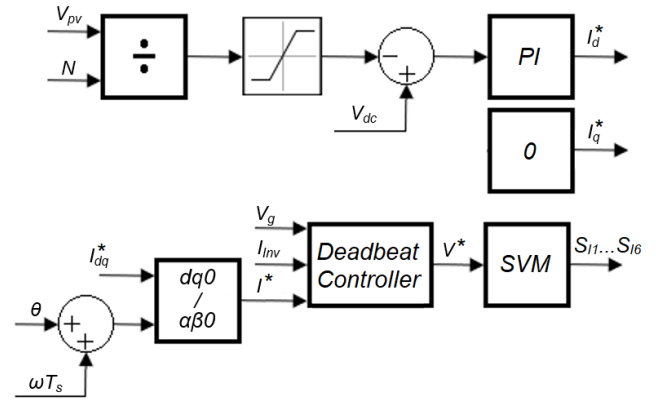 V_pv
N
÷
−
+
V_dc
PI
I_d^*
0
I_q^*
I_dq^*
θ
+
+
ωT_s
dq0
/
αβ0
V_g
I_Inv
I^*
Deadbeat
Controller
V^*
SVM
S_I1...S_I6